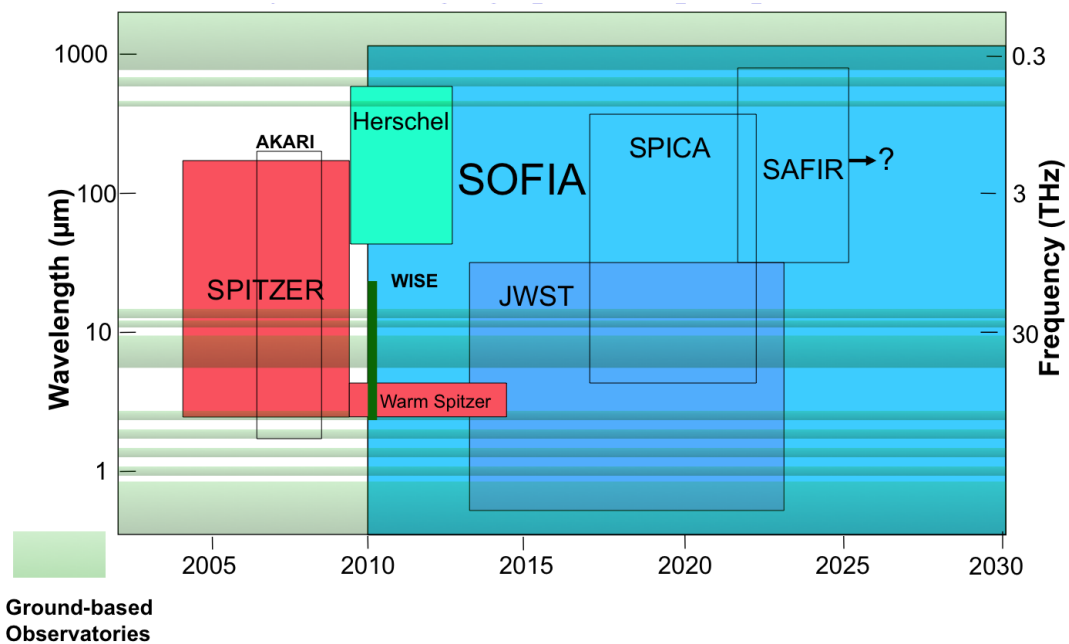 1000
0.3
Herschel
AKARI
SPICA
?
SOFIA
SAFIR
100
3
Wavelength (µm)
Frequency (THz)
WISE
SPITZER
JWST
10
30
Warm Spitzer
1
2005
2010
2015
2020
2025
2030
Ground-based
Observatories